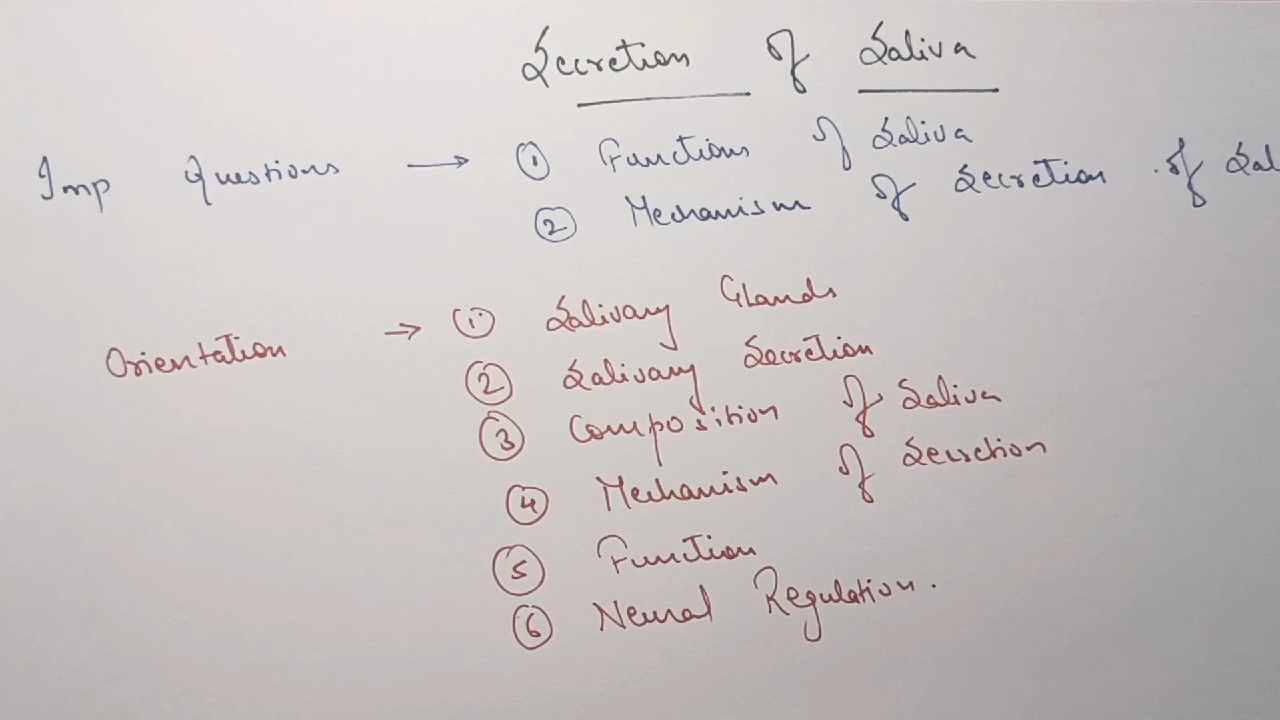 Secretion of Saliva
Imp Questions → ① Functions of Saliva
② Mechanism of Secretion of Sal
Orientation → ① Salivary Glands
② Salivary Secretion
③ Composition of Saliva
④ Mechanism of Secretion
⑤ Function
⑥ Neural Regulation.